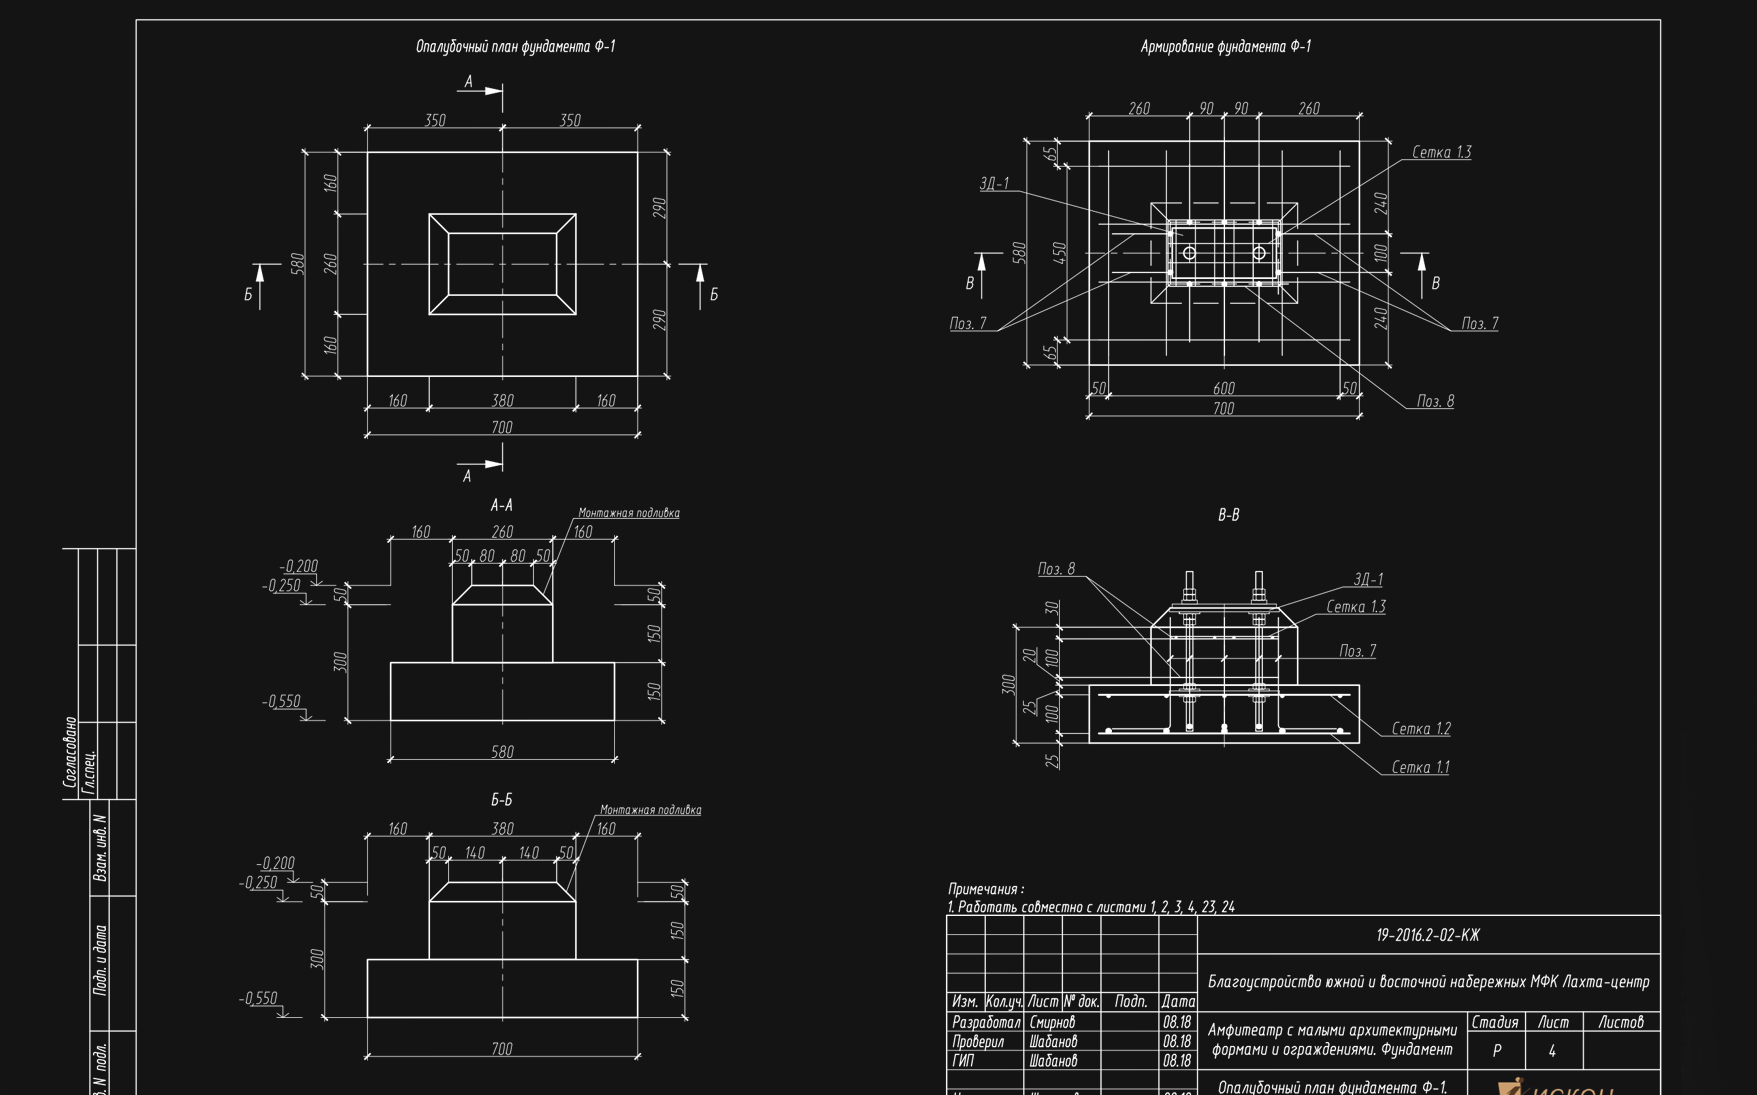 Опалубочный план фундамента Ф-1
А
350 350
160
260
160
580
290
290
Б Б
160 380 160
700
А
Армирование фундамента Ф-1
260 90 90 260
65
450
65
580
240
100
240
Сетка 1.3
ЗД-1
В В
Поз. 7 Поз. 7
Поз. 8
50 600 50
700
А-А
Монтажная подливка
160 260 160
50 80 80 50
-0,200
-0,250
-0,550
50
300
50
150
150
580
В-В
Поз. 8
ЗД-1
Сетка 1.3
Поз. 7
Сетка 1.2
Сетка 1.1
30
100
20
300
25
100
25
Б-Б
Монтажная подливка
160 380 160
50 140 140 50
-0,200
-0,250
-0,550
50
300
50
150
150
700
Согласовано
Гл.спец.
Взам. инв. N
Подп. и дата
N подл.
Примечания :
1. Работать совместно с листами 1, 2, 3, 4, 23, 24
19-2016.2-02-КЖ
Благоустройство южной и восточной набережных МФК Лахта-центр
Изм. Кол.уч. Лист № док. Подп. Дата
Разработал Смирнов 08.18
Проверил Шабанов 08.18
ГИП Шабанов 08.18
Амфитеатр с малыми архитектурными
формами и ограждениями. Фундамент
Стадия Лист Листов
Р 4
Опалубочный план фундамента Ф-1.